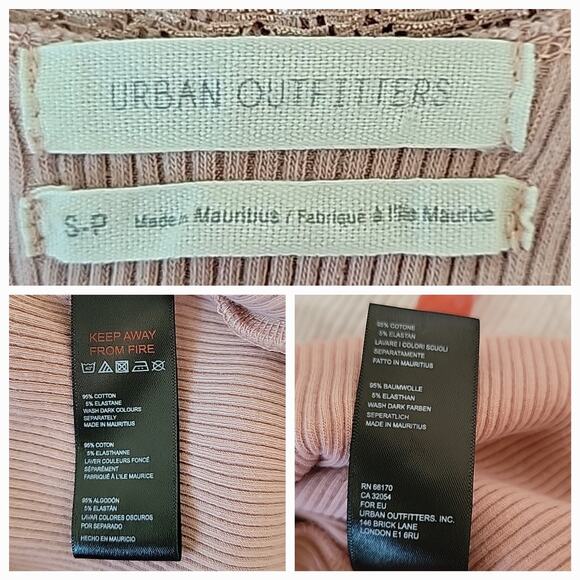 URBAN OUTFITTERS
S-P Made in Mauritius / Fabriqué à l'île Maurice
KEEP AWAY
FROM FIRE
95% COTTON
5% ELASTANE
WASH DARK COLOURS
SEPARATELY
MADE IN MAURITIUS
95% COTON
5% ELASTHANNE
LAVER COULEURS FONCÉ
SÉPARÉMENT
FABRIQUÉ À L'ILE MAURICE
95% ALGODÓN
5% ELASTÁN
LAVAR COLORES OSCUROS
POR SEPARADO
HECHO EN MAURICIO
95% COTONE
5% ELASTAN
LAVARE I COLORI SCUOLI
SEPARATAMENTE
FATTO IN MAURITIUS
95% BAUMWOLLE
5% ELASTHAN
WASH DARK FARBEN
SEPERATLICH
MADE IN MAURITIUS
RN 66170
CA 32054
FOR EU
URBAN OUTFITTERS, INC.
146 BRICK LANE
LONDON E1 6RU